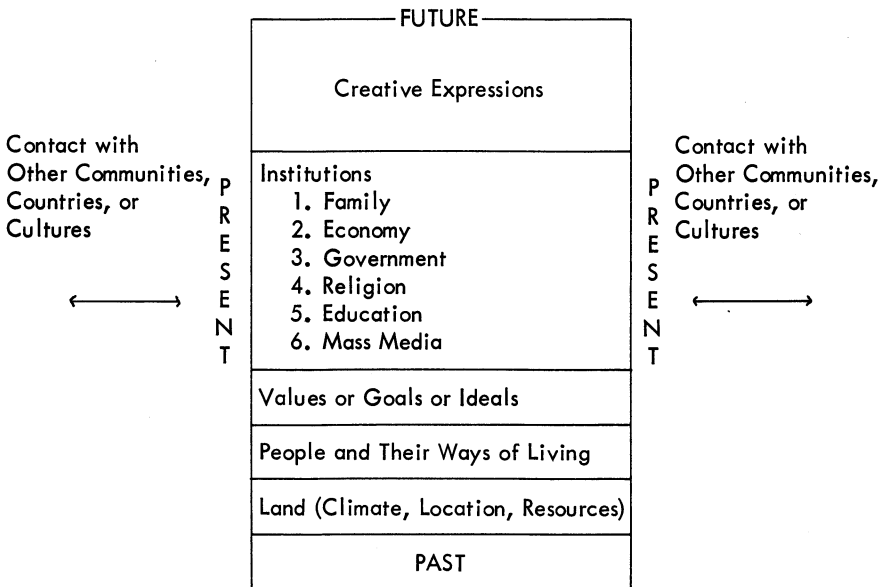 FUTURE
Creative Expressions
Contact with
Other Communities,
Countries, or
Cultures
PRESENT
Institutions
1. Family
2. Economy
3. Government
4. Religion
5. Education
6. Mass Media
PRESENT
Contact with
Other Communities,
Countries, or
Cultures
Values or Goals or Ideals
People and Their Ways of Living
Land (Climate, Location, Resources)
PAST